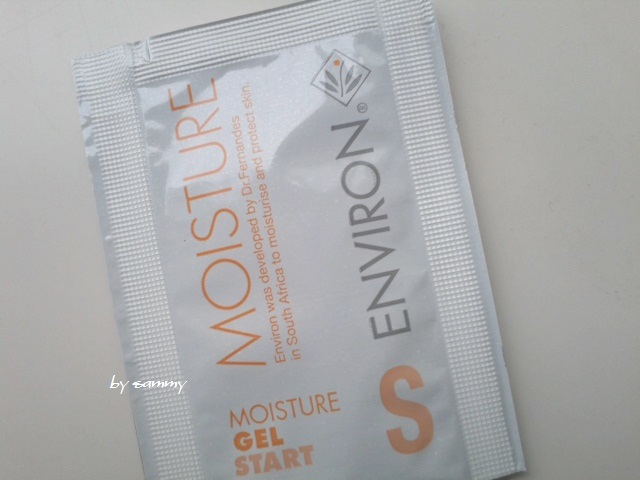 MOISTURE
Environ was developed by Dr.Fernandes
in South Africa to moisturise and protect skin.
ENVIRON®
MOISTURE
GEL
START
S
by sammy